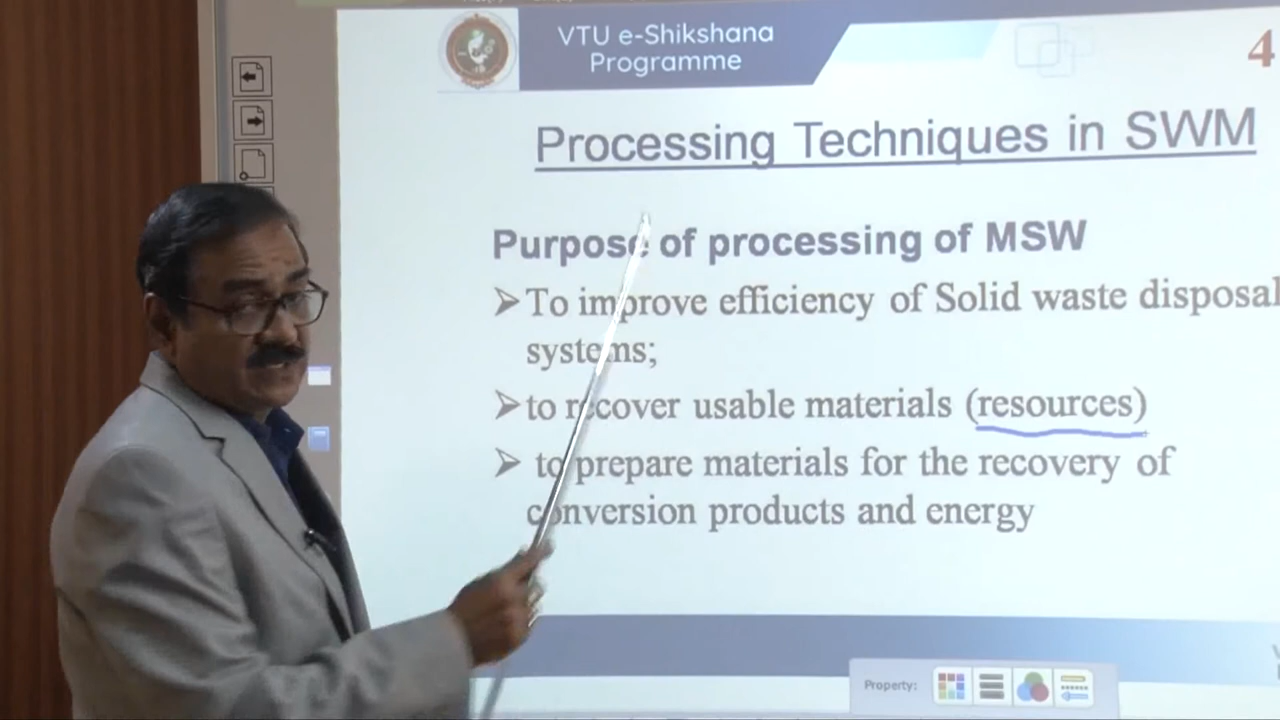 VTU e-Shikshana
Programme
4
Processing Techniques in SWM
Purpose of processing of MSW
➢To improve efficiency of Solid waste disposal
systems;
➢to recover usable materials (resources)
➢ to prepare materials for the recovery of
conversion products and energy
Property: